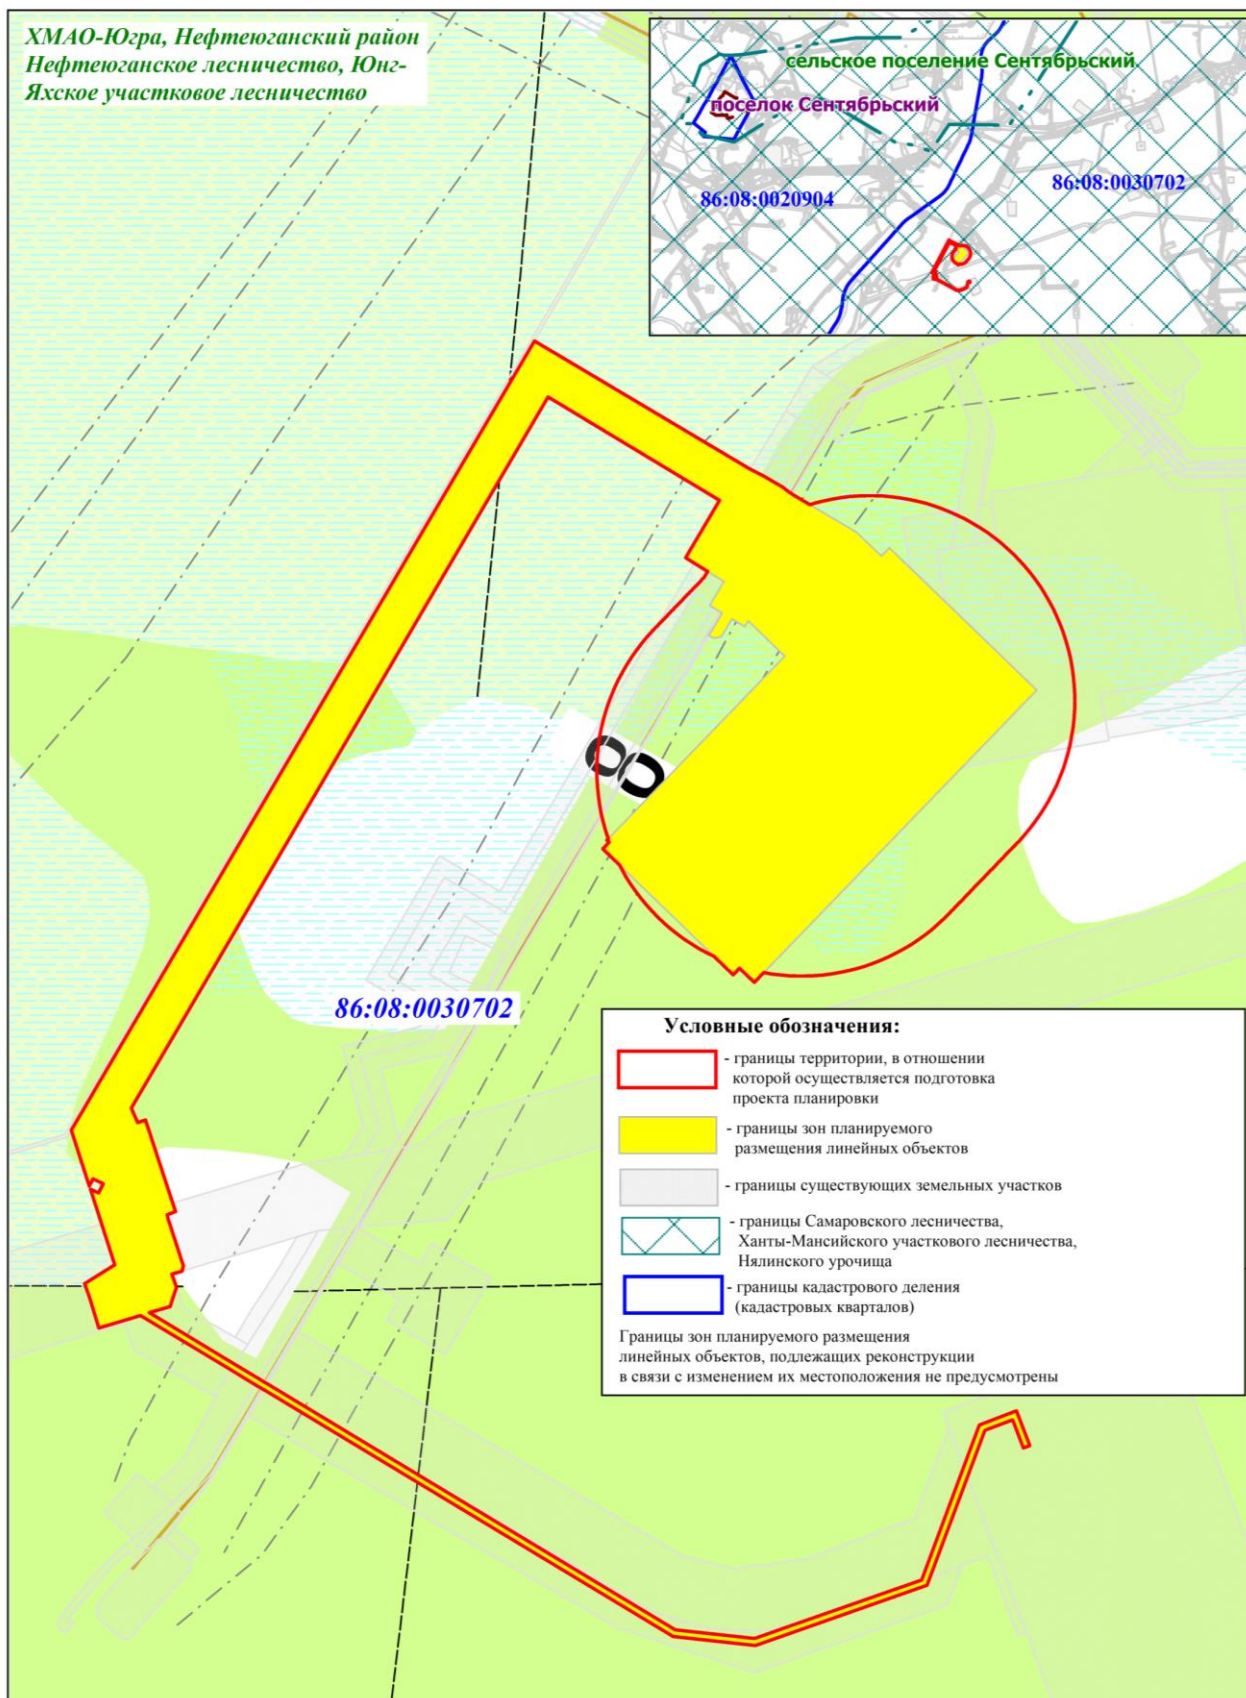 ХМАО-Югра, Нефтеюганский район
Нефтеюганское лесничество, Юнг-
Яхское участковое лесничество
сельское поселение Сентябрьский
поселок Сентябрьский
86:08:0020904
86:08:0030702
86:08:0030702
Условные обозначения:
- границы территории, в отношении
которой осуществляется подготовка
проекта планировки
- границы зон планируемого
размещения линейных объектов
- границы существующих земельных участков
- границы Самаровского лесничества,
Ханты-Мансийского участкового лесничества,
Нялинского урочища
- границы кадастрового деления
(кадастровых кварталов)
Границы зон планируемого размещения
линейных объектов, подлежащих реконструкции
в связи с изменением их местоположения не предусмотрены